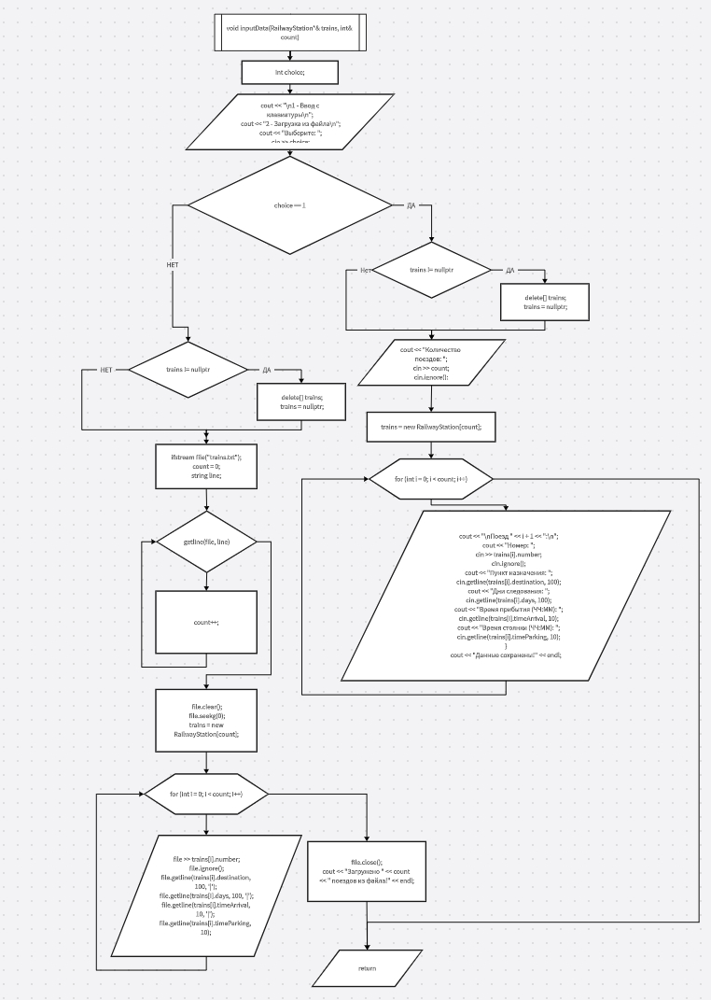 void inputData(RailwayStation*& trains, int&
count)
Int choice;
cout << "\n1 - Ввод с
клавиатуры\n";
cout << "2 - Загрузка из файла\n";
cout << "Выберите: ";
cin >> choice;
choice == 1
ДА
НЕТ
trains != nullptr
Нет
ДА
delete[] trains;
trains = nullptr;
cout << "Количество
поездов: ";
cin >> count;
cin.ignore();
trains != nullptr
НЕТ
ДА
delete[] trains;
trains = nullptr;
trains = new RailwayStation[count];
ifstream file("trains.txt");
count = 0;
string line;
for (int i = 0; i < count; i++)
getline(file, line)
cout << "\nПоезд " << i + 1 << ":\n";
cout << "Номер: ";
cin >> trains[i].number;
cin.ignore();
cout << "Пункт назначения: ";
cin.getline(trains[i].destination, 100);
cout << "Дни следования: ";
cin.getline(trains[i].days, 100);
cout << "Время прибытия (ЧЧ:ММ): ";
cin.getline(trains[i].timeArrival, 10);
cout << "Время стоянки (ЧЧ:ММ): ";
cin.getline(trains[i].timeParking, 10);
}
cout << "Данные сохранены!" << endl;
count++;
file.clear();
file.seekg(0);
trains = new
RailwayStation[count];
for (int i = 0; i < count; i++)
file >> trains[i].number;
file.ignore();
file.getline(trains[i].destination,
100, '|');
file.getline(trains[i].days, 100, '|');
file.getline(trains[i].timeArrival,
10, '|');
file.getline(trains[i].timeParking,
10);
file.close();
cout << "Загружено " << count
<< " поездов из файла!" << endl;
return